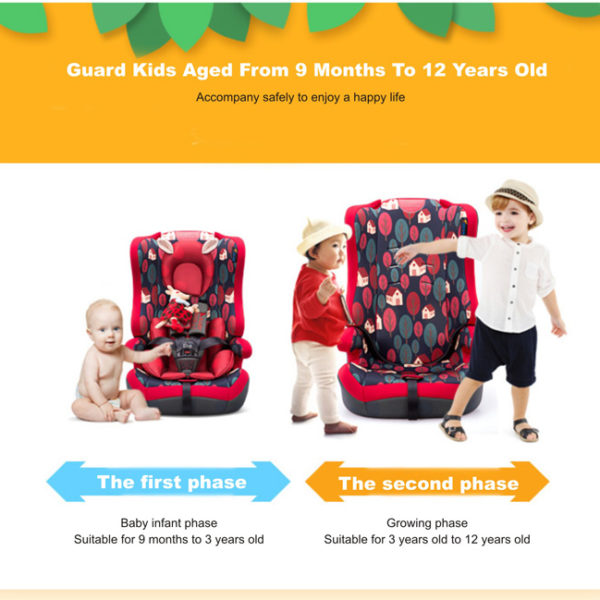 Guard Kids Aged From 9 Months To 12 Years Old
Accompany safely to enjoy a happy life
The first phase
Baby infant phase
Suitable for 9 months to 3 years old
The second phase
Growing phase
Suitable for 3 years old to 12 years old